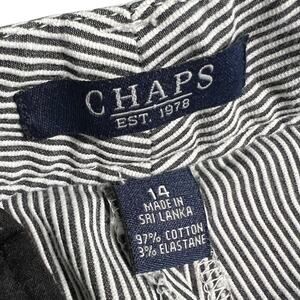 CHAPS
EST. 1978
14
MADE IN
SRI LANKA
97% COTTON
3% ELASTANE